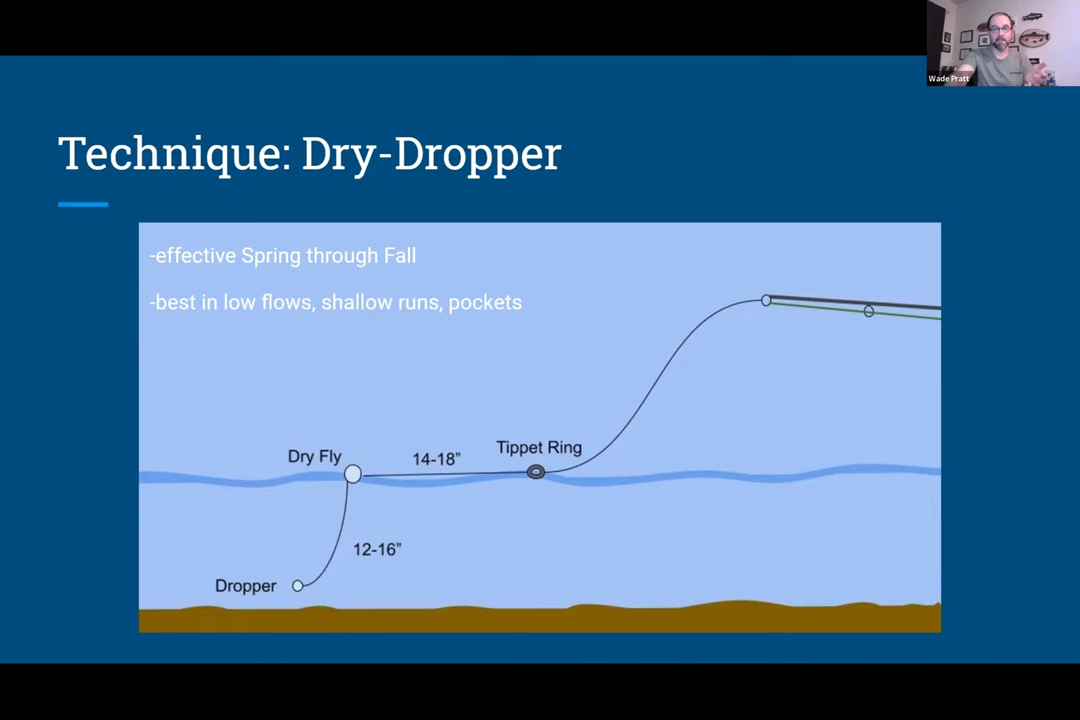 Wade Pratt
Technique: Dry-Dropper
-effective Spring through Fall
-best in low flows, shallow runs, pockets
Tippet Ring
Dry Fly
14-18”
12-16”
Dropper